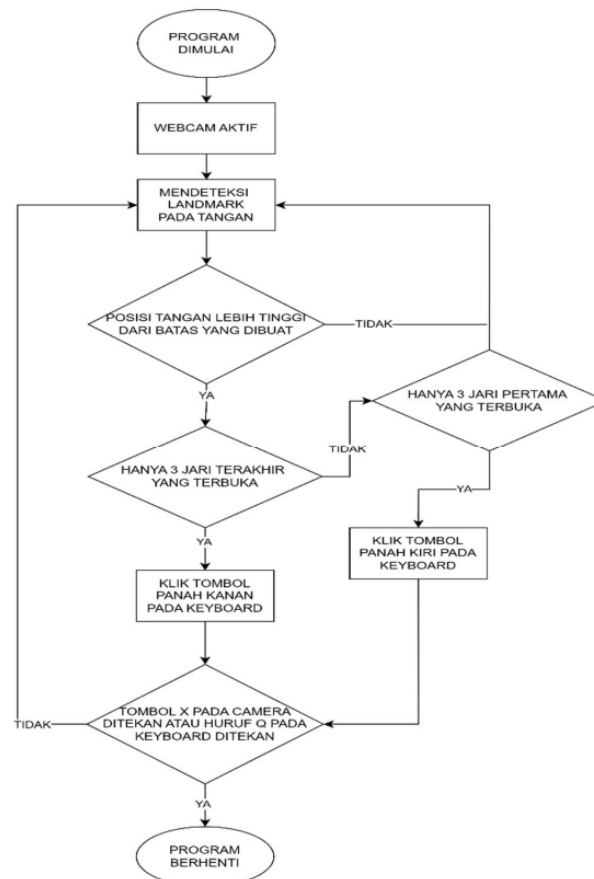 PROGRAM
DIMULAI
WEBCAM AKTIF
MENDETEKSI
LANDMARK
PADA TANGAN
POSISI TANGAN LEBIH TINGGI
DARI BATAS YANG DIBUAT
TIDAK
YA
HANYA 3 JARI PERTAMA
YANG TERBUKA
TIDAK
HANYA 3 JARI TERAKHIR
YANG TERBUKA
YA
YA
KLIK TOMBOL
PANAH KIRI PADA
KEYBOARD
KLIK TOMBOL
PANAH KANAN
PADA KEYBOARD
TOMBOL X PADA CAMERA
DITEKAN ATAU HURUF Q PADA
KEYBOARD DITEKAN
TIDAK
YA
PROGRAM
BERHENTI